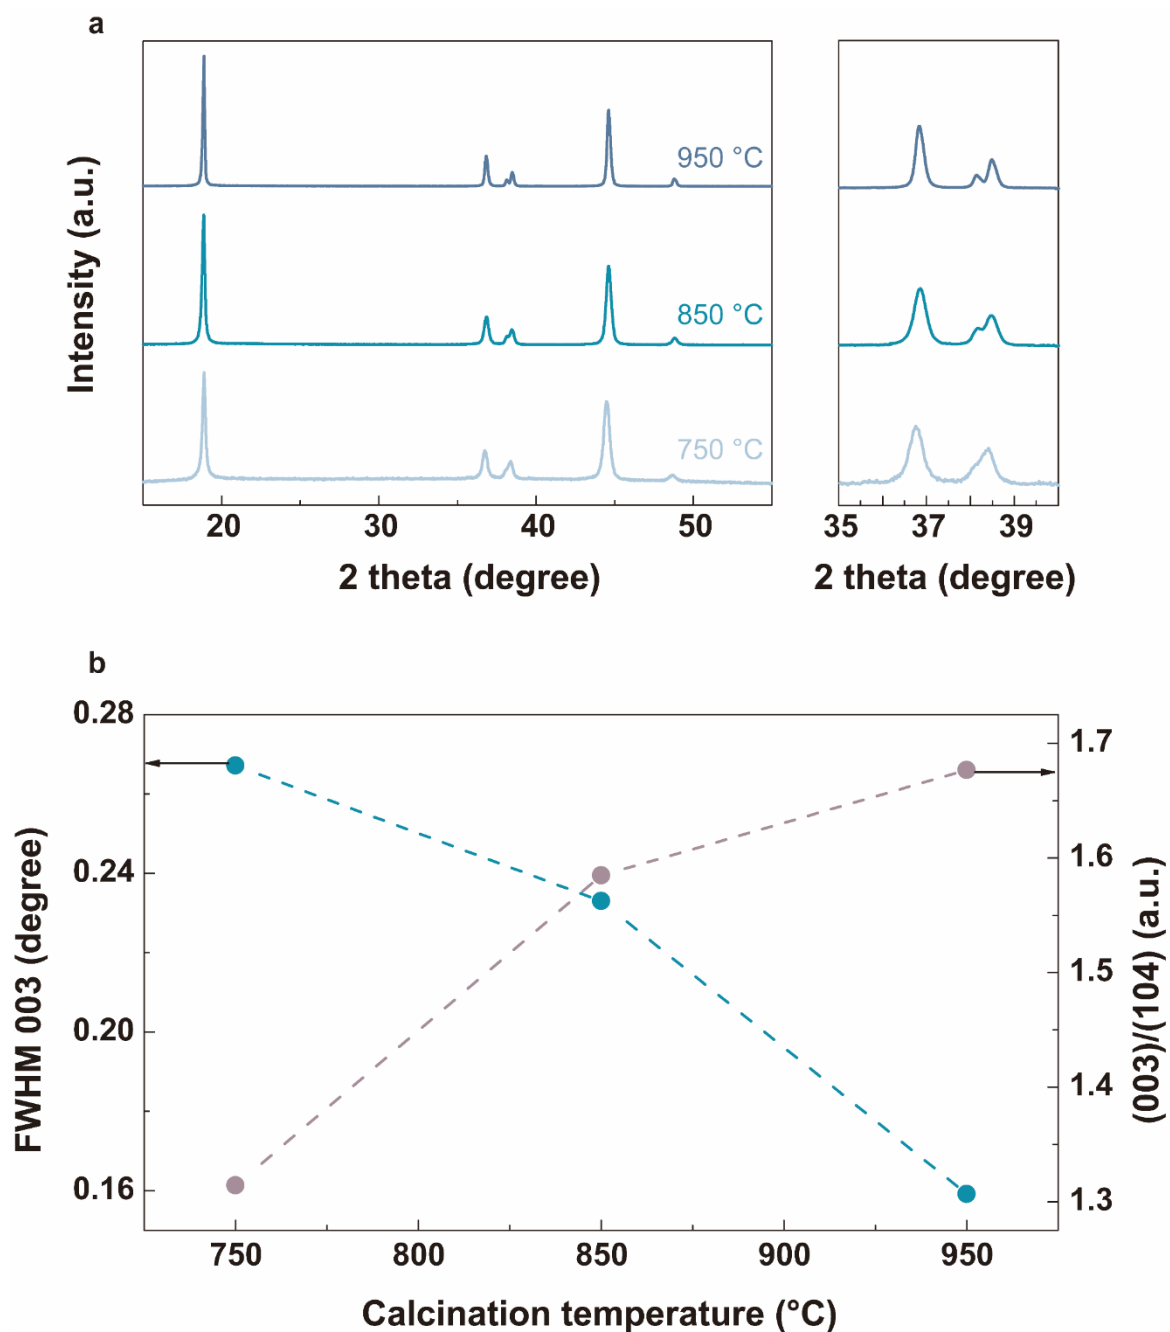 a
Intensity (a.u.)
950 °C
850 °C
750 °C
20 30 40 50
2 theta (degree)
35 37 39
2 theta (degree)
b
FWHM 003 (degree)
0.28
0.24
0.20
0.16
1.7
1.6
1.5
1.4
1.3
(003)/(104) (a.u.)
750 800 850 900 950
Calcination temperature (°C)